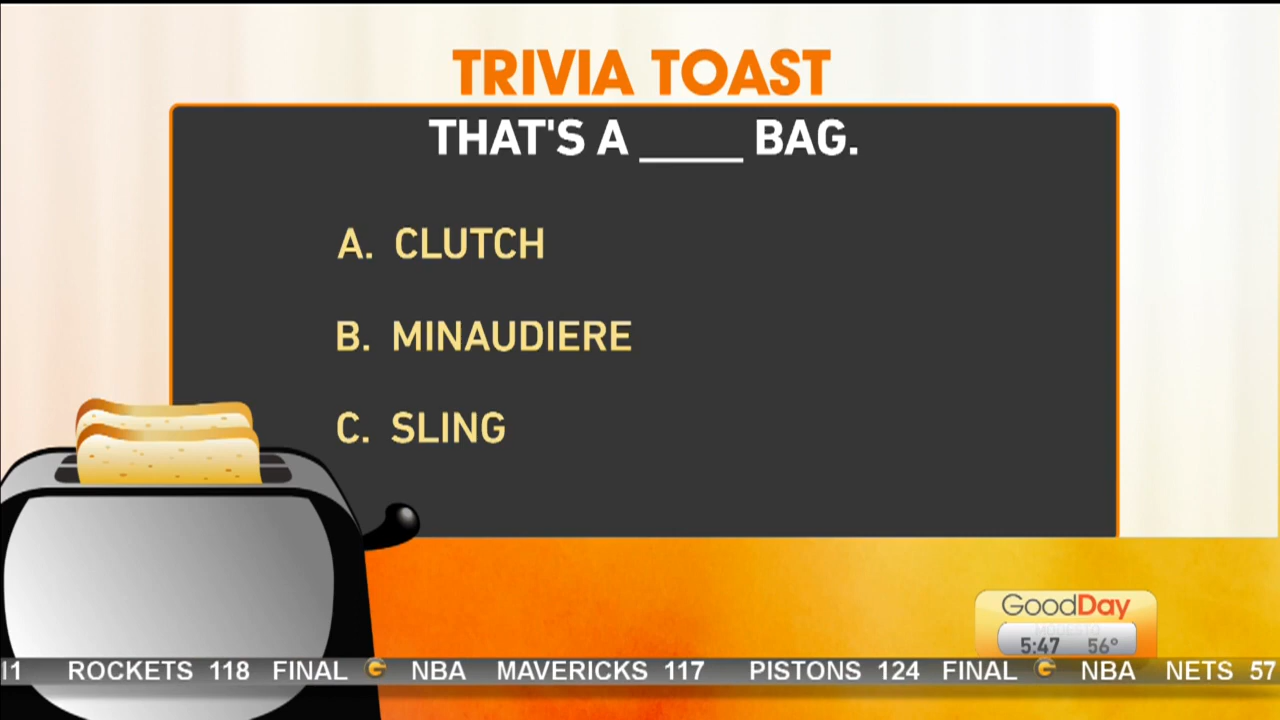 TRIVIA TOAST
THAT'S A ____ BAG.
A. CLUTCH
B. MINAUDIERE
C. SLING
GoodDay
5:47 56°
ROCKETS 118 FINAL NBA MAVERICKS 117 PISTONS 124 FINAL NBA NETS 57